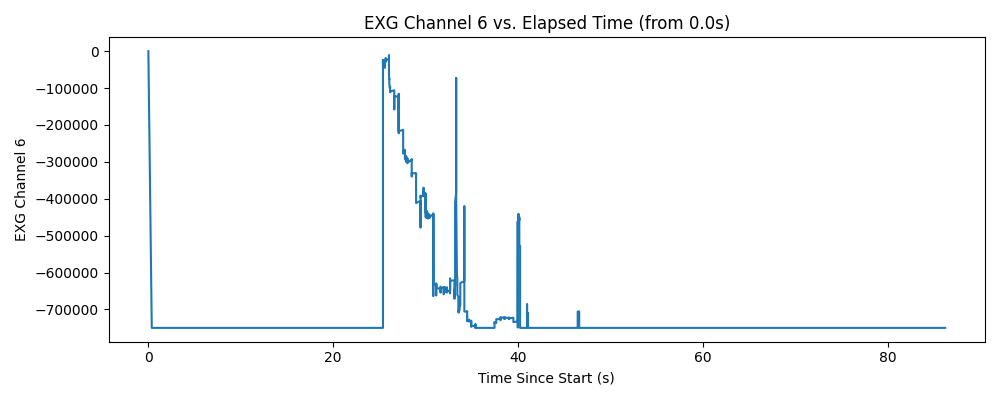 EXG Channel 6 vs. Elapsed Time (from 0.0s)
0
−100000
−200000
−300000
−400000
−500000
−600000
−700000
EXG Channel 6
0 20 40 60 80
Time Since Start (s)